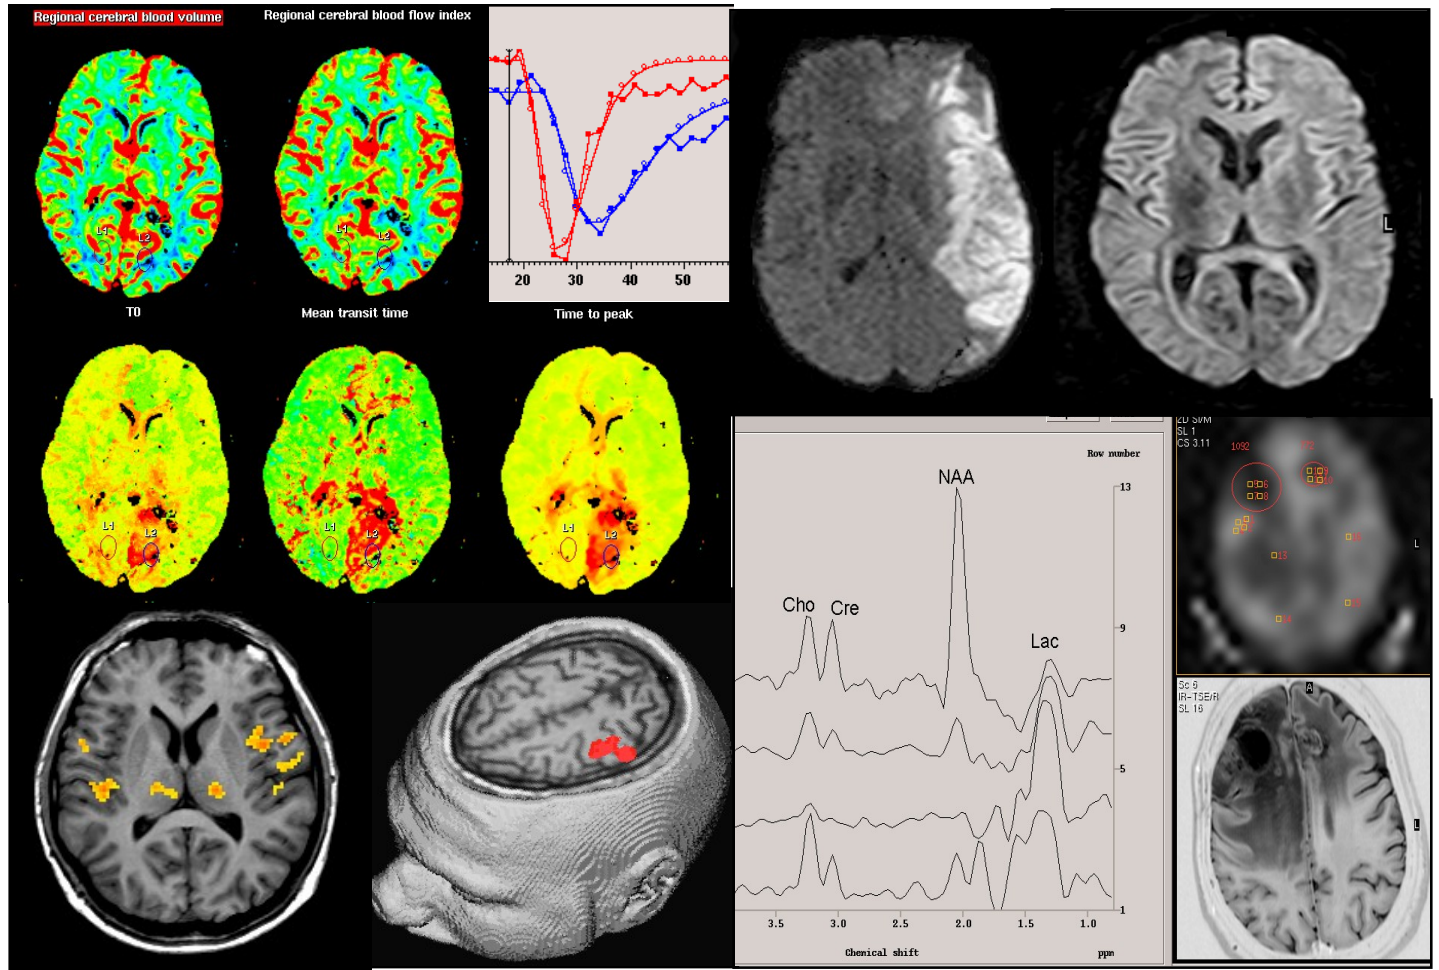 Regional cerebral blood volume
Regional cerebral blood flow index
L1
L2
L1
L2
20
30
40
50
T0
Mean transit time
Time to peak
L1
L2
L1
L2
L1
L2
L
Row number
13
9
5
1
NAA
Cho
Cre
Lac
3.5
3.0
2.5
2.0
1.5
1.0
Chemical shift
ppm
2D SI/M
SL 1
CS 3.11
1092
13
L
Sc 6
IR-TSE/R
SL 16
A
L